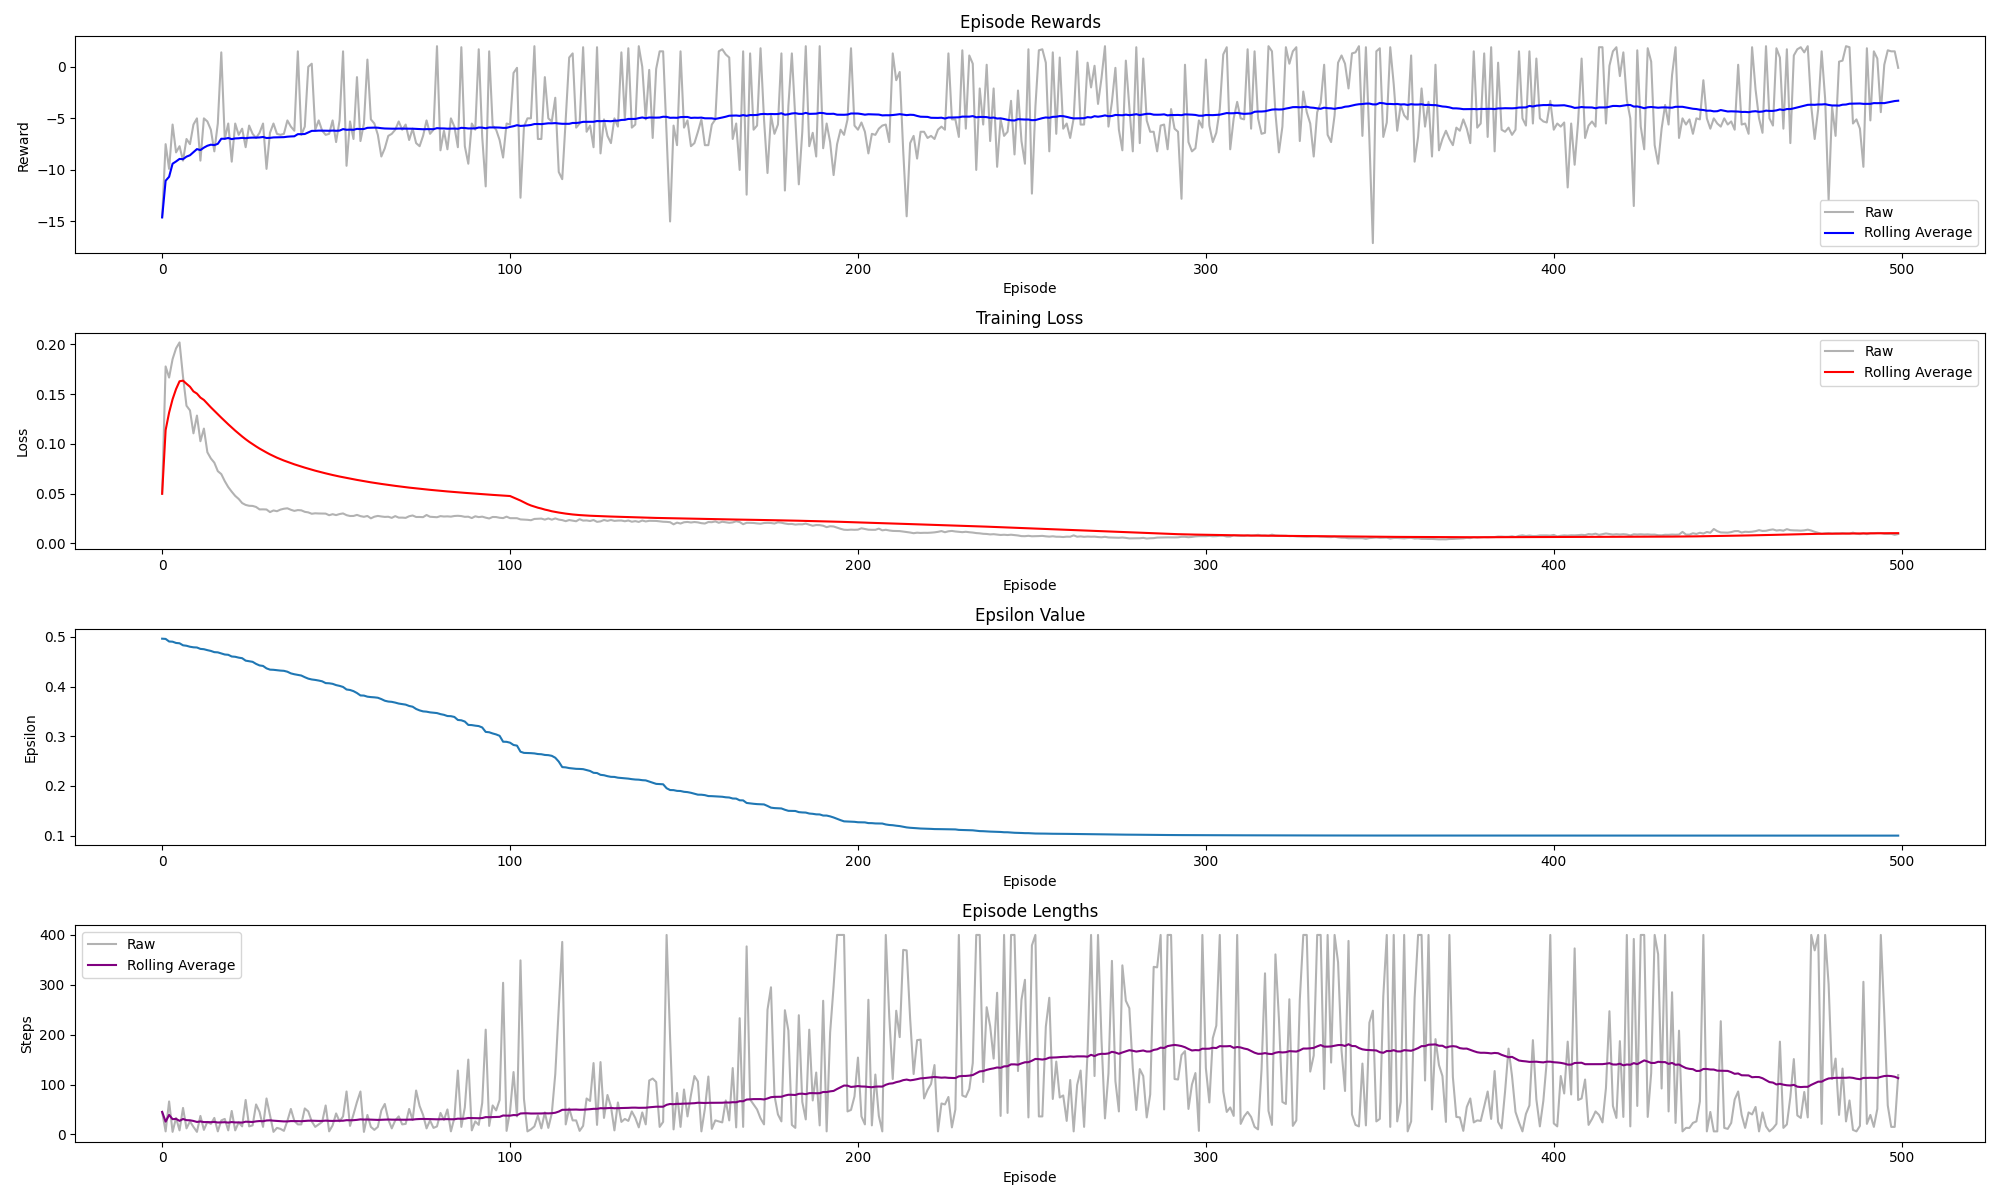 Episode Rewards
Reward
0
−5
−10
−15
Raw
Rolling Average
0 100 200 300 400 500
Episode
Training Loss
Loss
0.20
0.15
0.10
0.05
0.00
Raw
Rolling Average
0 100 200 300 400 500
Episode
Epsilon Value
Epsilon
0.5
0.4
0.3
0.2
0.1
0 100 200 300 400 500
Episode
Episode Lengths
Steps
400
300
200
100
0
Raw
Rolling Average
0 100 200 300 400 500
Episode